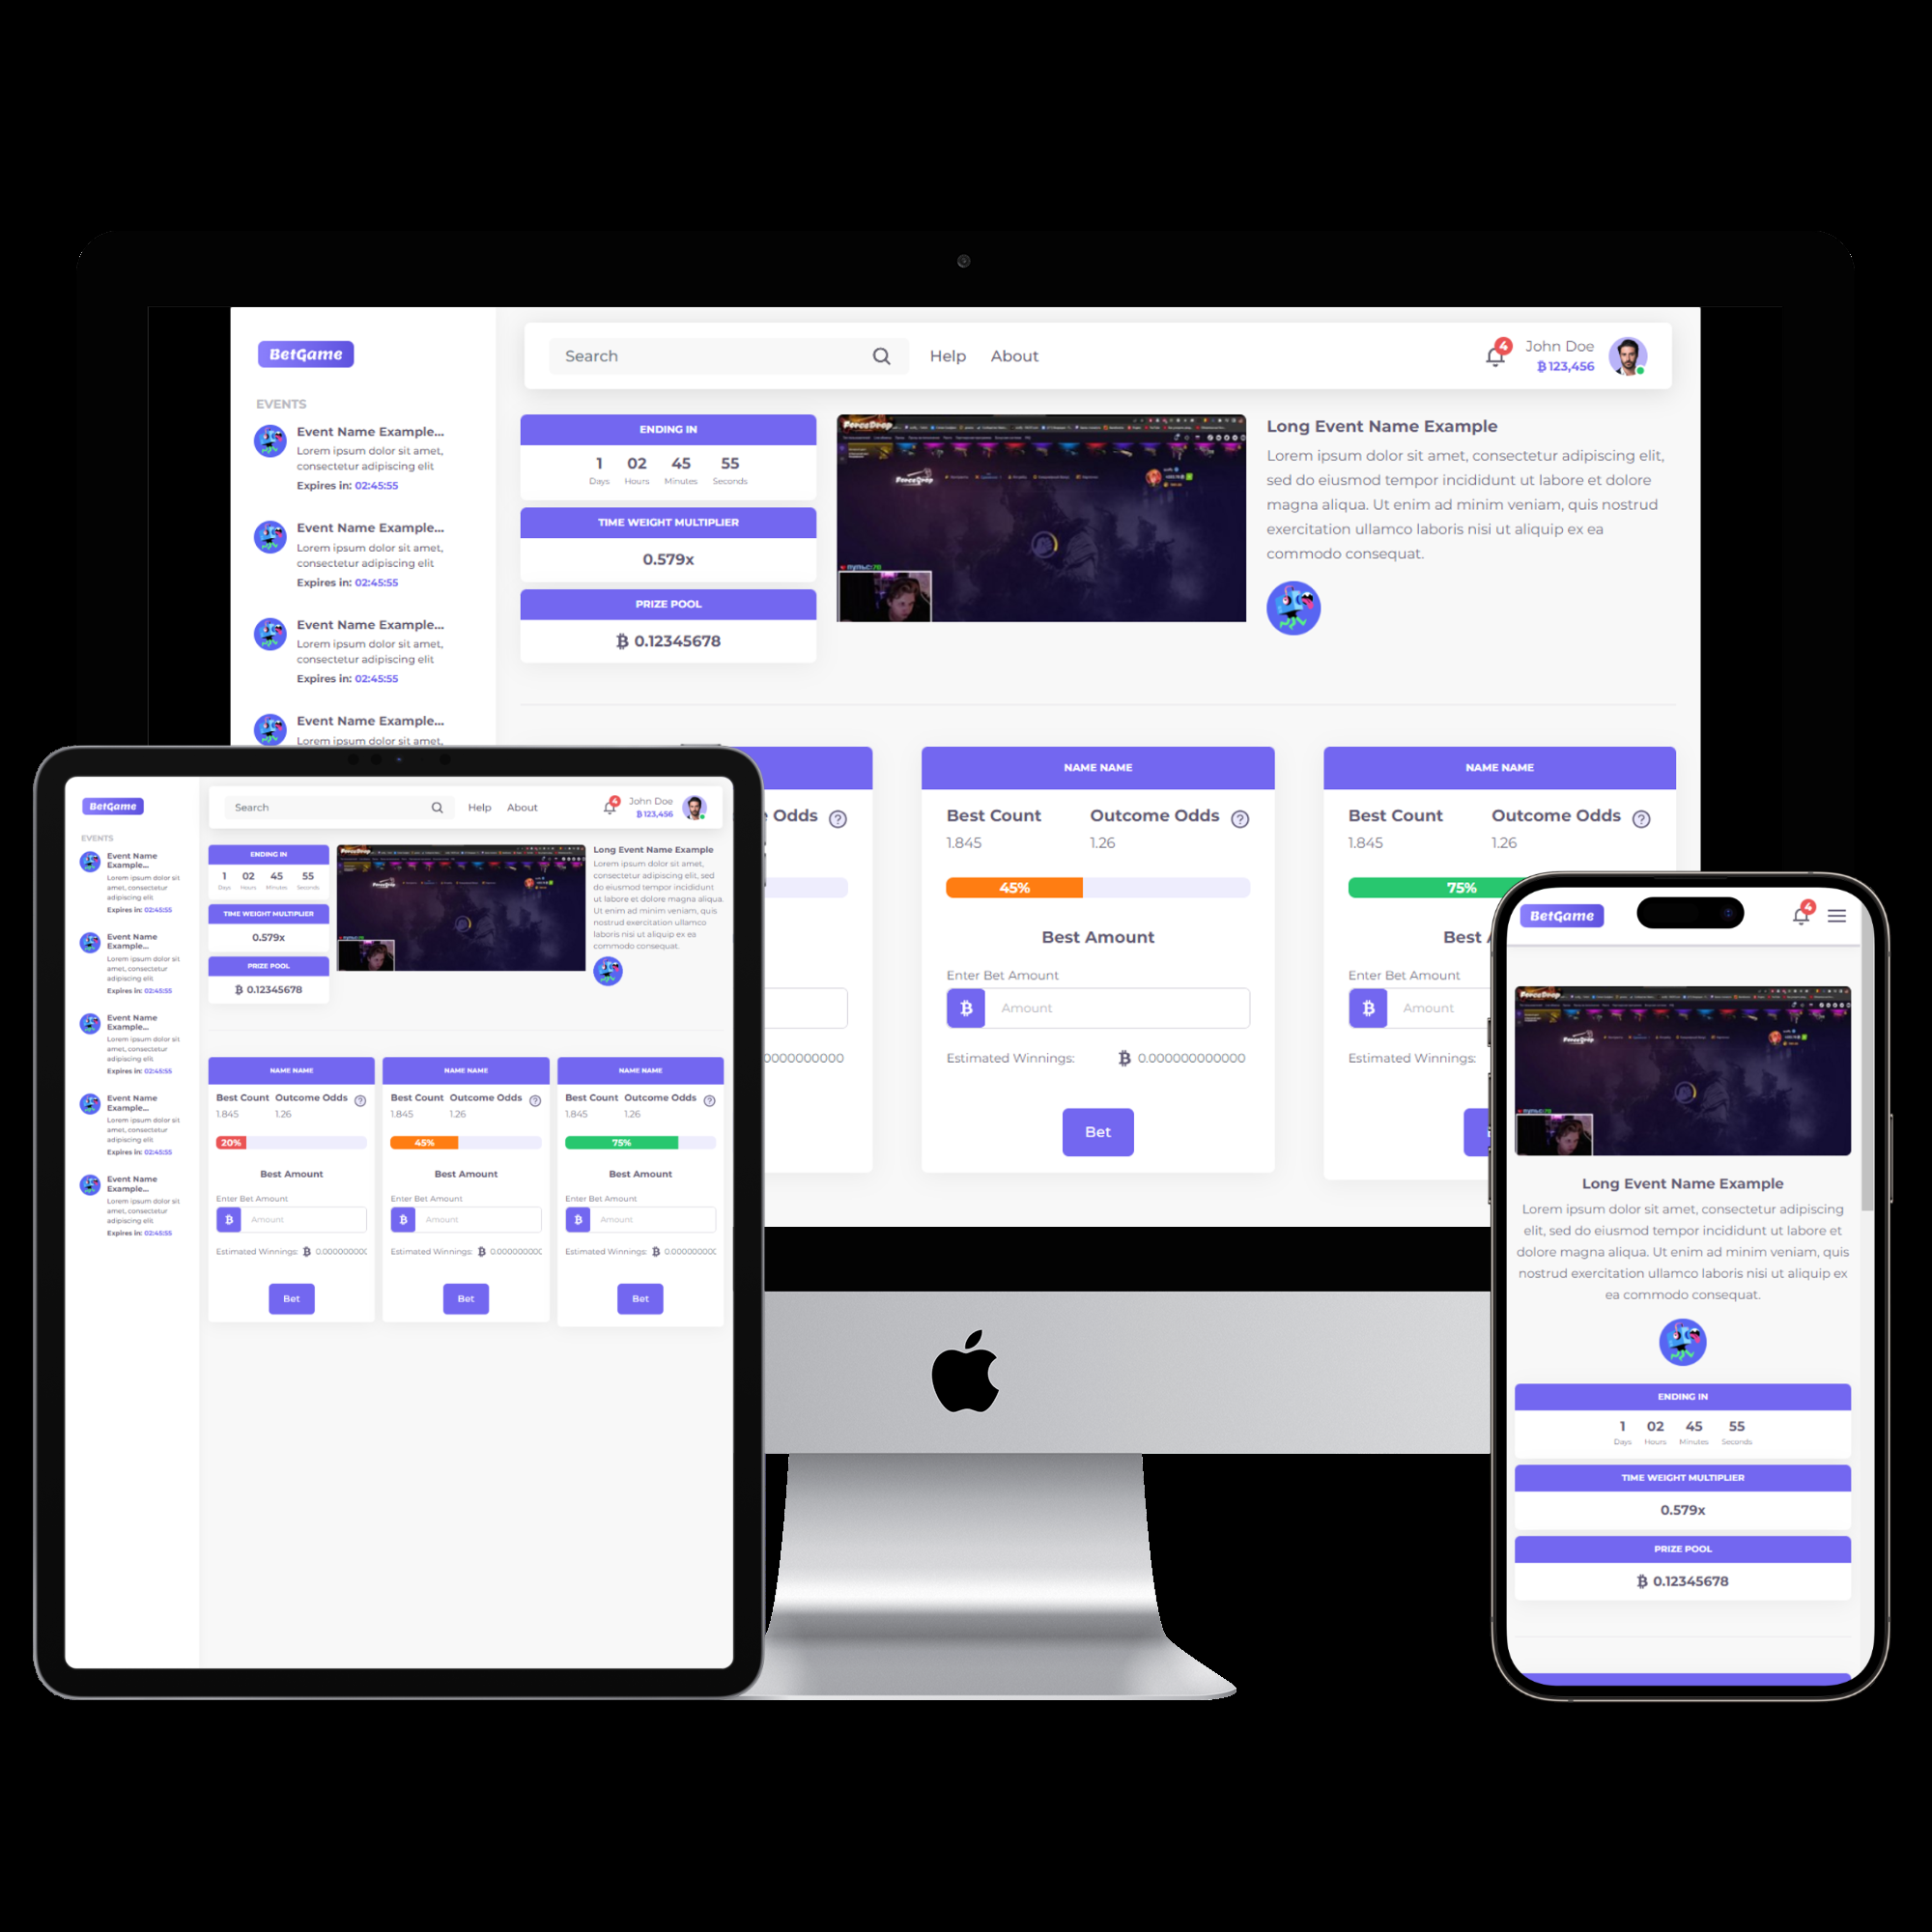 BetGame
EVENTS
Event Name Example...
Lorem ipsum dolor sit amet,
consectetur adipiscing elit
Expires in: 02:45:55
Event Name Example...
Lorem ipsum dolor sit amet,
consectetur adipiscing elit
Expires in: 02:45:55
Event Name Example...
Lorem ipsum dolor sit amet,
consectetur adipiscing elit
Expires in: 02:45:55
Event Name Example...
Lorem ipsum dolor sit amet,
Search
Help
About
4
John Doe
₿ 123,456
ENDING IN
1 02 45 55
Days Hours Minutes Seconds
TIME WEIGHT MULTIPLIER
0.579x
PRIZE POOL
₿ 0.12345678
ForceDrop
Long Event Name Example
Lorem ipsum dolor sit amet, consectetur adipiscing elit,
sed do eiusmod tempor incididunt ut labore et dolore
magna aliqua. Ut enim ad minim veniam, quis nostrud
exercitation ullamco laboris nisi ut aliquip ex ea
commodo consequat.
Odds ?
0000000000
NAME NAME
Best Count Outcome Odds ?
1.845 1.26
45%
Best Amount
Enter Bet Amount
₿ Amount
Estimated Winnings: ₿ 0.000000000000
Bet
NAME NAME
Best Count Outcome Odds ?
1.845 1.26
75%
Best
Enter Bet Amount
₿ Amount
Estimated Winnings:
BetGame
EVENTS
Event Name
Example...
Lorem ipsum dolor sit
amet, consectetur
adipiscing elit
Expires in: 02:45:55
Event Name
Example...
Lorem ipsum dolor sit
amet, consectetur
adipiscing elit
Expires in: 02:45:55
Event Name
Example...
Lorem ipsum dolor sit
amet, consectetur
adipiscing elit
Expires in: 02:45:55
Event Name
Example...
Lorem ipsum dolor sit
amet, consectetur
adipiscing elit
Expires in: 02:45:55
Event Name
Example...
Lorem ipsum dolor sit
amet, consectetur
adipiscing elit
Expires in: 02:45:55
Search
Help
About
4
John Doe
₿ 123,456
ENDING IN
1 02 45 55
Days Hours Minutes Seconds
TIME WEIGHT MULTIPLIER
0.579x
PRIZE POOL
₿ 0.12345678
Long Event Name Example
Lorem ipsum dolor sit amet,
consectetur adipiscing elit, sed
do eiusmod tempor incididunt
ut labore et dolore magna aliqua.
Ut enim ad minim veniam, quis
nostrud exercitation ullamco
laboris nisi ut aliquip ex ea
commodo consequat.
NAME NAME
Best Count Outcome Odds ?
1.845 1.26
20%
Best Amount
Enter Bet Amount
₿ Amount
Estimated Winnings: ₿ 0.000000000
Bet
NAME NAME
Best Count Outcome Odds ?
1.845 1.26
45%
Best Amount
Enter Bet Amount
₿ Amount
Estimated Winnings: ₿ 0.000000000
Bet
NAME NAME
Best Count Outcome Odds ?
1.845 1.26
75%
Best Amount
Enter Bet Amount
₿ Amount
Estimated Winnings: ₿ 0.000000000
Bet
BetGame
4
Long Event Name Example
Lorem ipsum dolor sit amet, consectetur adipiscing
elit, sed do eiusmod tempor incididunt ut labore et
dolore magna aliqua. Ut enim ad minim veniam, quis
nostrud exercitation ullamco laboris nisi ut aliquip ex
ea commodo consequat.
ENDING IN
1 02 45 55
Days Hours Minutes Seconds
TIME WEIGHT MULTIPLIER
0.579x
PRIZE POOL
₿ 0.12345678